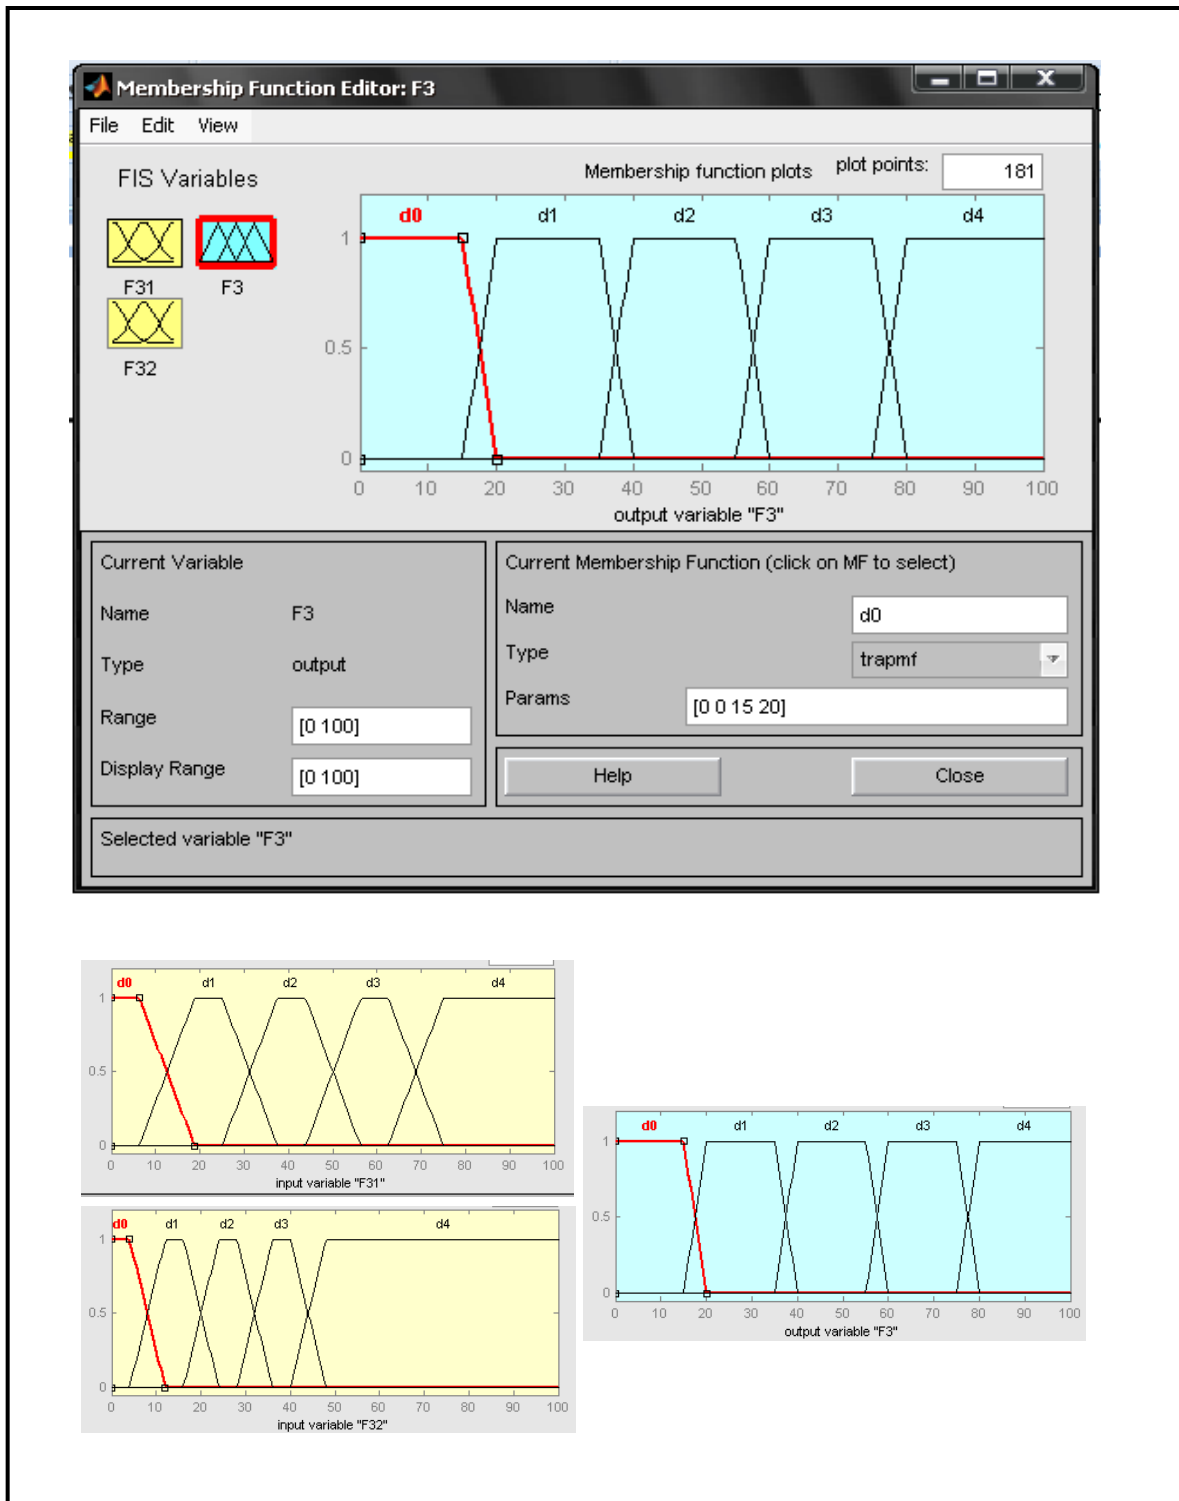 Membership Function Editor: F3
File Edit View
FIS Variables
Membership function plots plot points: 181
F31 F3
F32
d0 d1 d2 d3 d4
1
0.5
0
0 10 20 30 40 50 60 70 80 90 100
output variable "F3"
Current Variable
Name F3
Type output
Range [0 100]
Display Range [0 100]
Current Membership Function (click on MF to select)
Name d0
Type trapmf
Params [0 0 15 20]
Help Close
Selected variable "F3"
d0 d1 d2 d3 d4
1
0.5
0
0 10 20 30 40 50 60 70 80 90 100
input variable "F31"
d0 d1 d2 d3 d4
1
0.5
0
0 10 20 30 40 50 60 70 80 90 100
input variable "F32"
d0 d1 d2 d3 d4
1
0.5
0
0 10 20 30 40 50 60 70 80 90 100
output variable "F3"